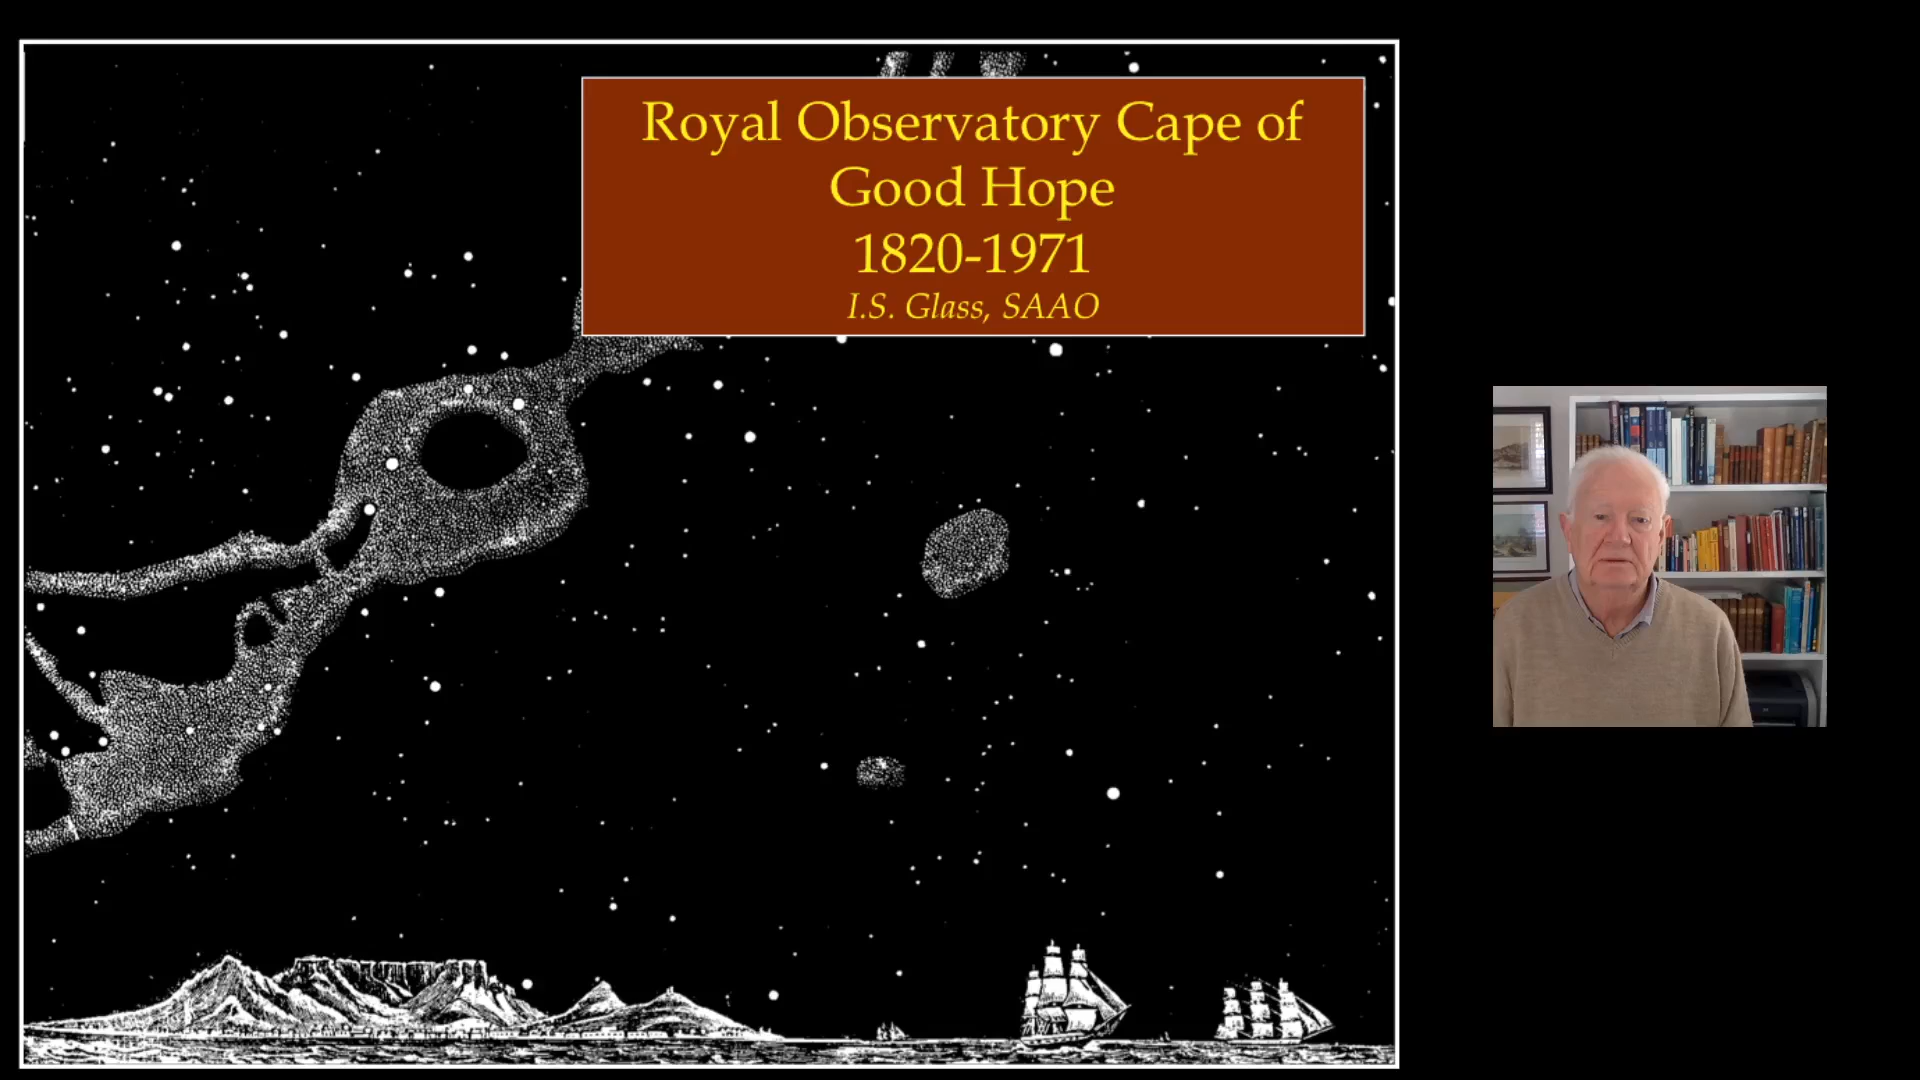 Royal Observatory Cape of
Good Hope
1820-1971
I.S. Glass, SAAO